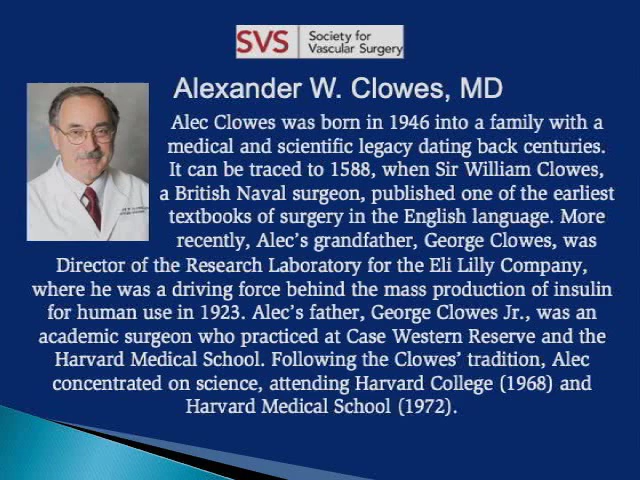 SVS Society for
Vascular Surgery
Alexander W. Clowes, MD
Alec Clowes was born in 1946 into a family with a
medical and scientific legacy dating back centuries.
It can be traced to 1588, when Sir William Clowes,
a British Naval surgeon, published one of the earliest
textbooks of surgery in the English language. More
recently, Alec's grandfather, George Clowes, was
Director of the Research Laboratory for the Eli Lilly Company,
where he was a driving force behind the mass production of insulin
for human use in 1923. Alec's father, George Clowes Jr., was an
academic surgeon who practiced at Case Western Reserve and the
Harvard Medical School. Following the Clowes' tradition, Alec
concentrated on science, attending Harvard College (1968) and
Harvard Medical School (1972).